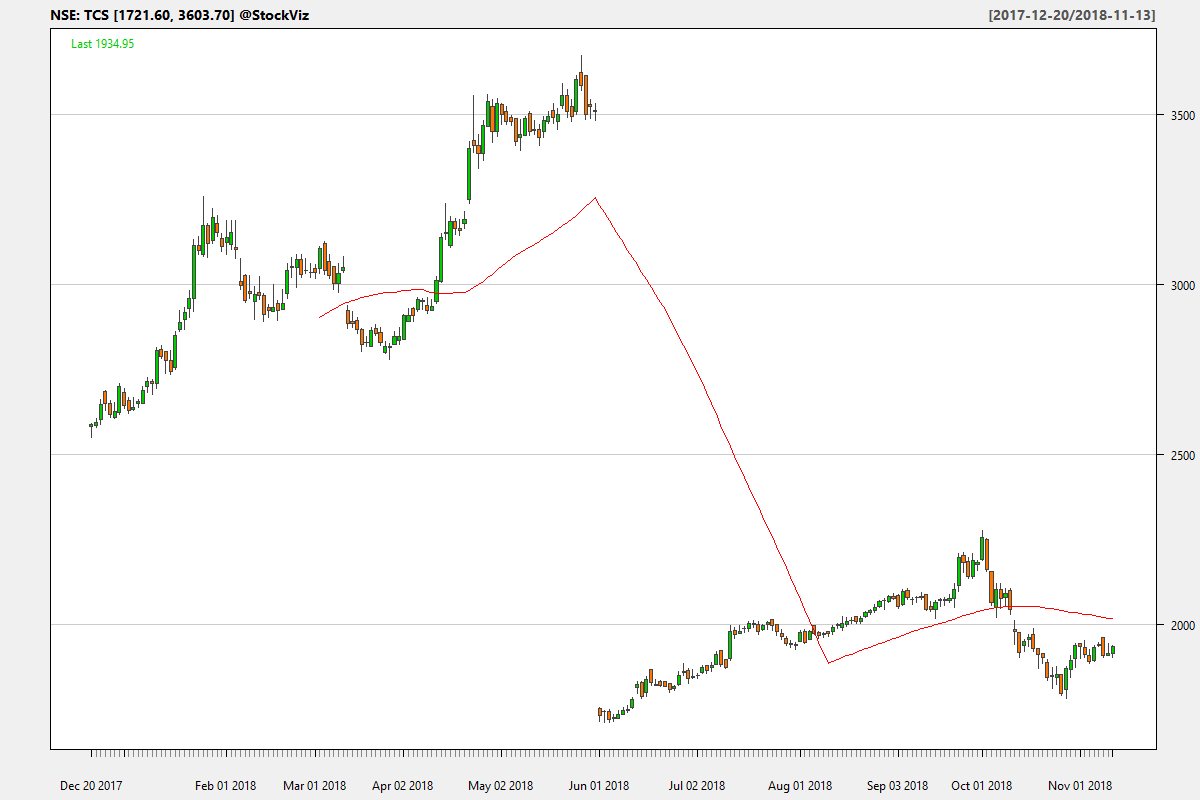 NSE: TCS [1721.60, 3603.70] @StockViz
[2017-12-20/2018-11-13]
Last 1934.95
3500
3000
2500
2000
Dec 20 2017 Feb 01 2018 Mar 01 2018 Apr 02 2018 May 02 2018 Jun 01 2018 Jul 02 2018 Aug 01 2018 Sep 03 2018 Oct 01 2018 Nov 01 2018